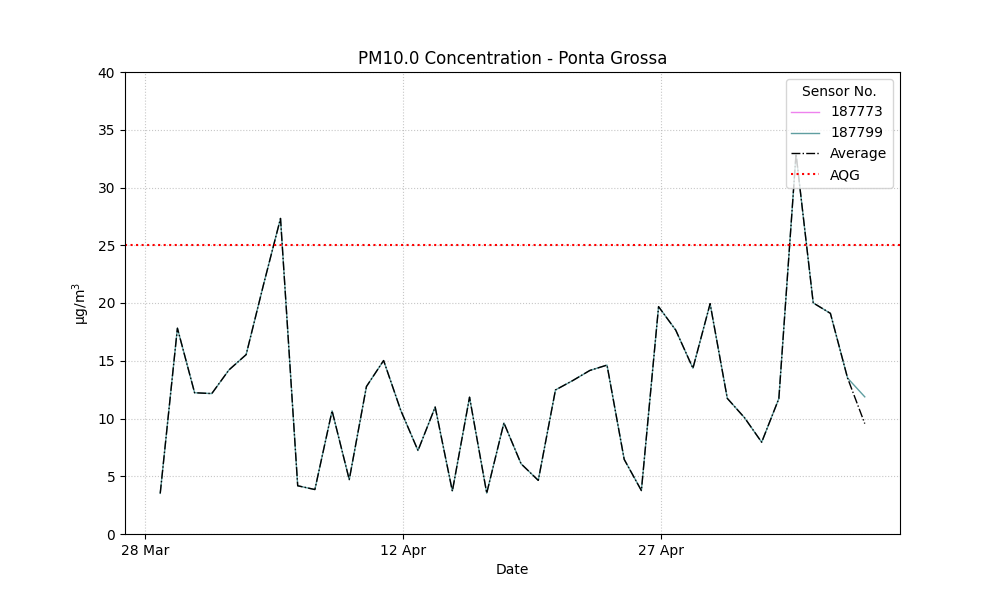 PM10.0 Concentration - Ponta Grossa
40
35
30
25
20
15
10
5
0
µg/m³
Sensor No.
187773
187799
Average
AQG
28 Mar
12 Apr
27 Apr
Date